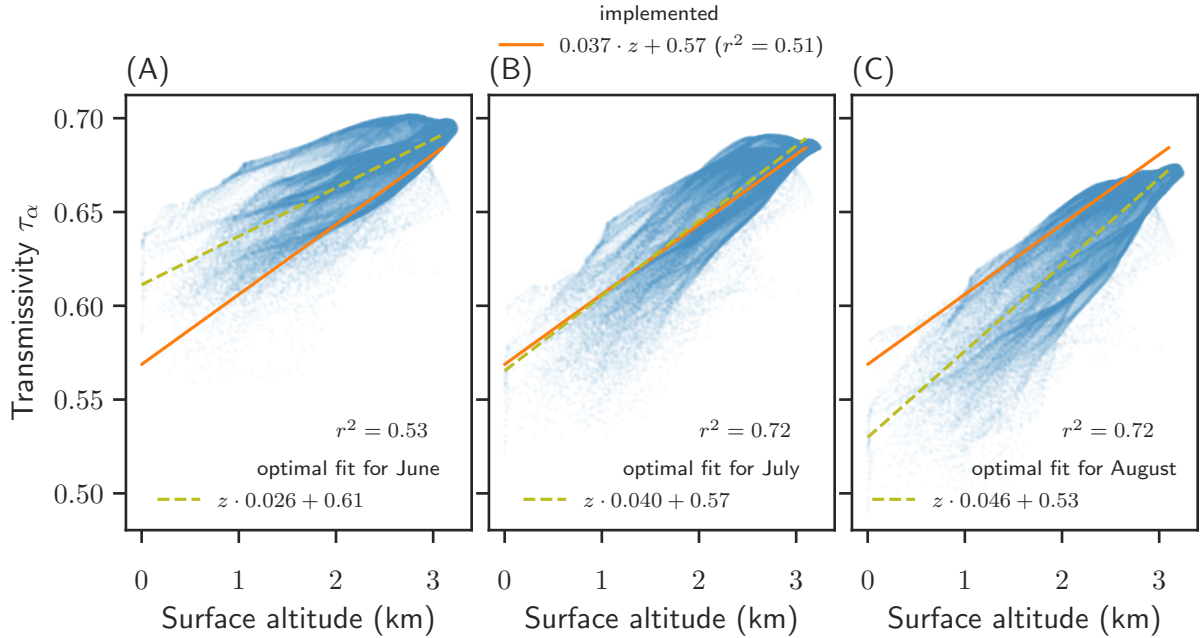 implemented
0.037 · z + 0.57 (r² = 0.51)
(A)
(B)
(C)
Transmissivity τα
0.70
0.65
0.60
0.55
0.50
r² = 0.53
optimal fit for June
z · 0.026 + 0.61
r² = 0.72
optimal fit for July
z · 0.040 + 0.57
r² = 0.72
optimal fit for August
z · 0.046 + 0.53
0 1 2 3
0 1 2 3
0 1 2 3
Surface altitude (km)
Surface altitude (km)
Surface altitude (km)